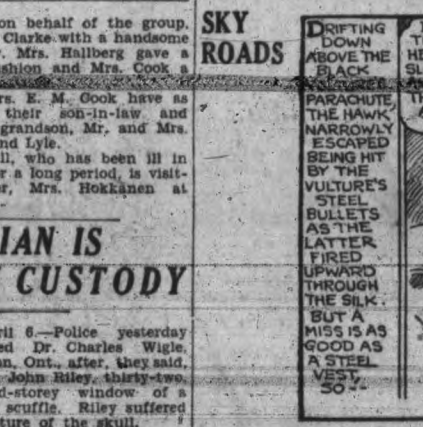 on behalf of the group.
Clarke with a handsome
Mrs. Hallberg gave a
shion and Mrs. Cook a
rs. E. M. Gook have as
their son-in-law and
grandson, Mr. and Mrs.
nd Lyle.
ll, who has been ill in
r a long period, is visit-
er, Mrs. Hokkanen at
IAN IS
CUSTODY
ril 6.—Police yesterday
ed Dr. Charles Wigle,
on, Ont., after, they said,
John Riley, thirty-two,
d-storey window of a
scuffle. Riley suffered
ture of the skull.
SKY
ROADS
DRIFTING
DOWN
ABOVE THE
BLACK
PARACHUTE,
THE HAWK,
NARROWLY
ESCAPED
BEING HIT
BY THE
VULTURE'S
STEEL
BULLETS
AS THE
LATTER
FIRED
UPWARD
THROUGH
THE SILK.
BUT A
MISS IS AS
GOOD AS
A STEEL
VEST,
SO--